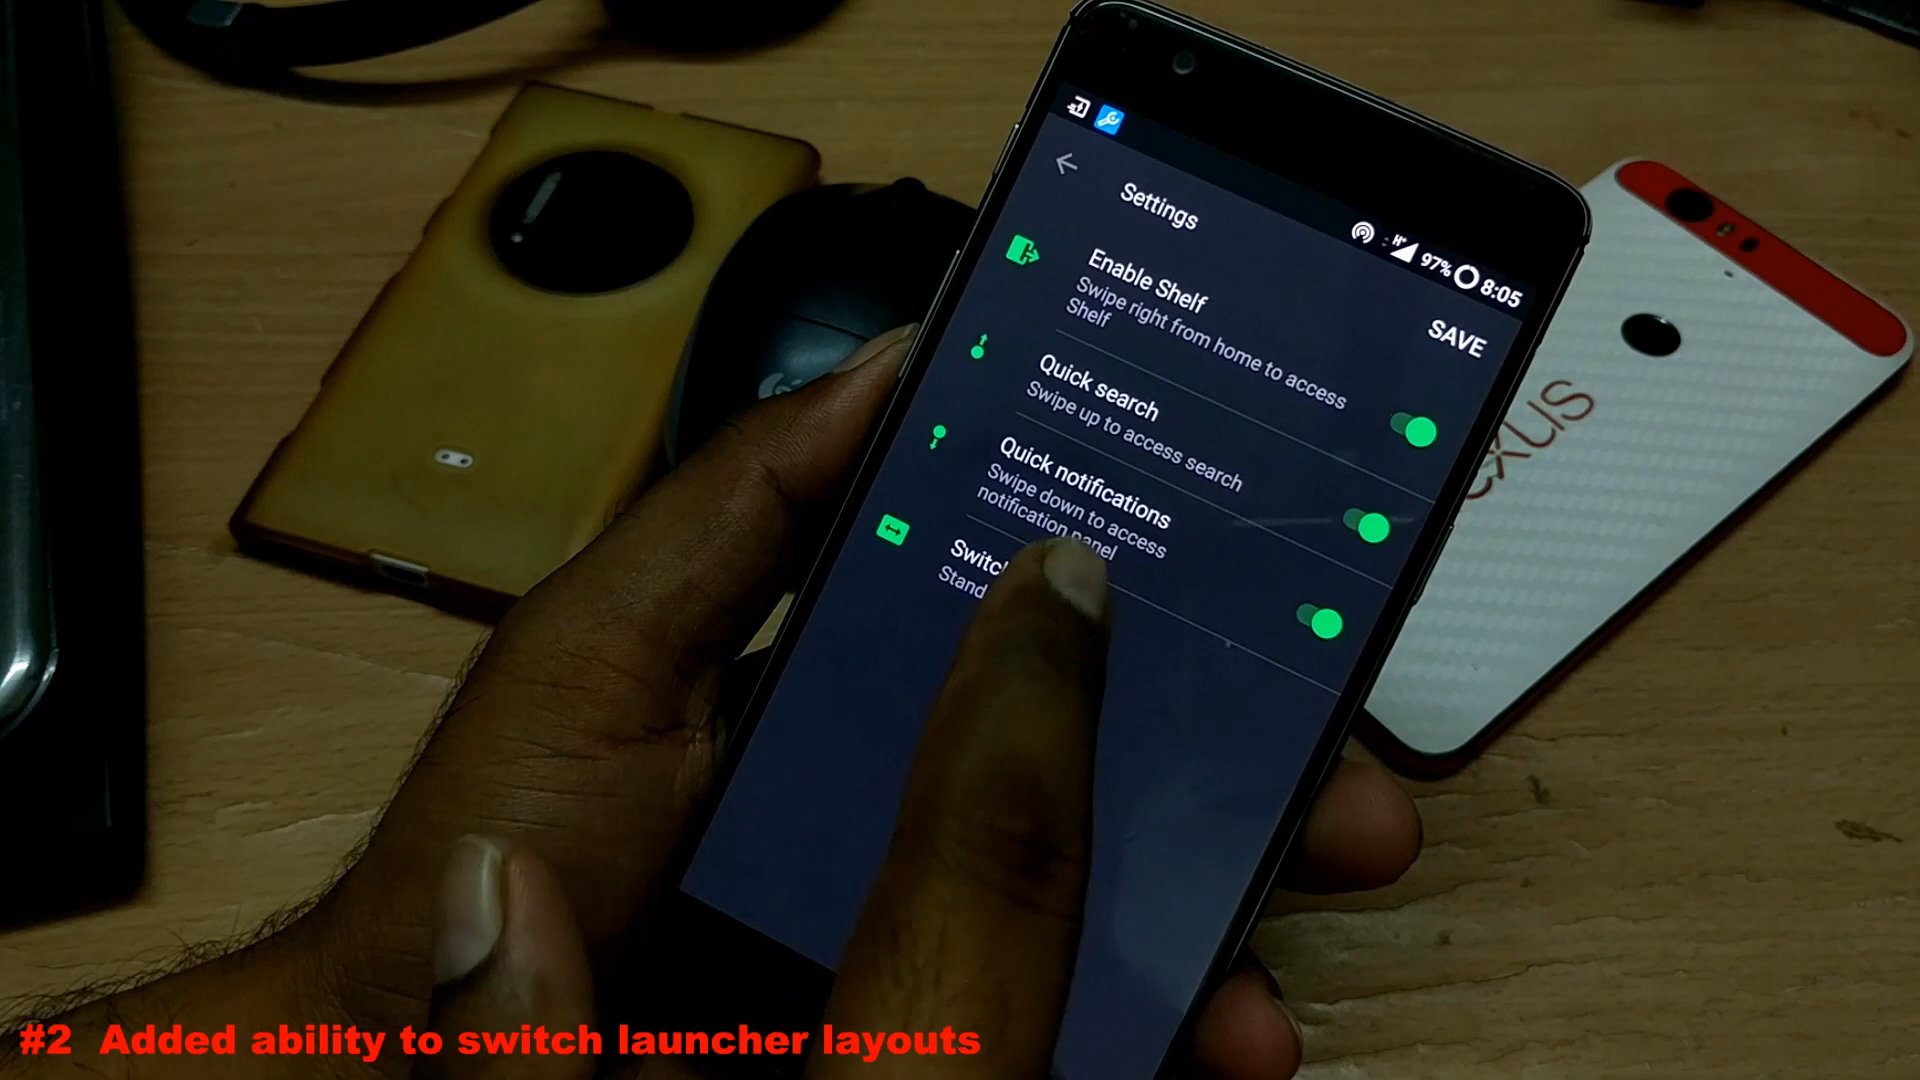 97% 8:05
Settings
SAVE
Enable Shelf
Swipe right from home to access
Shelf
Quick search
Swipe up to access search
Quick notifications
Swipe down to access
notification panel
#2 Added ability to switch launcher layouts